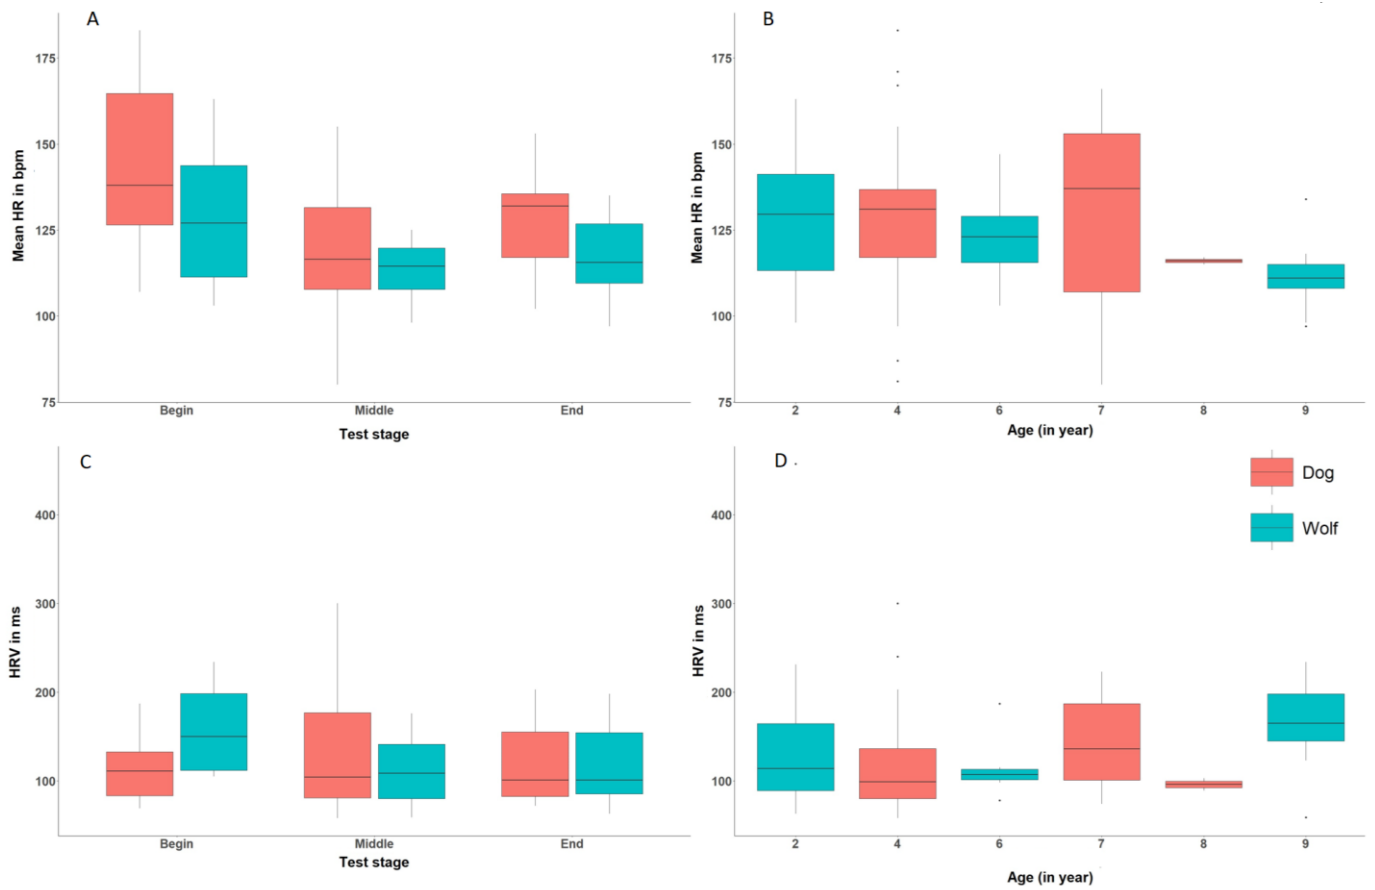 A
175
150
125
100
75
Mean HR in bpm
Begin Middle End
Test stage
B
175
150
125
100
75
Mean HR in bpm
2 4 6 7 8 9
Age (in year)
C
400
300
200
100
HRV in ms
Begin Middle End
Test stage
D
400
300
200
100
HRV in ms
2 4 6 7 8 9
Age (in year)
Dog
Wolf